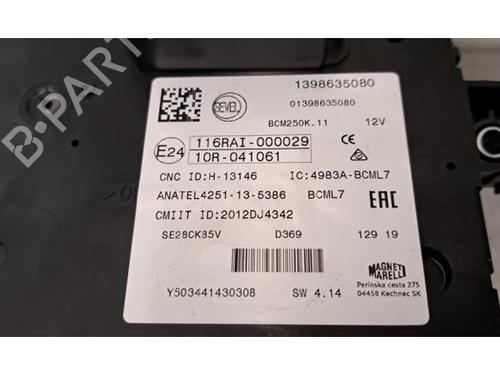 1398635080
SEVEL
01398635080
BCM250K.11 12V
E24
116RAI-000029
10R-041061
CE
CNC ID:H-13146 IC:4983A-BCML7
ANATEL4251-13-5386 BCML7
EAC
CMIIT ID:2012DJ4342
SE28CK85V D369 129 19
MAGNETI
MARELLI
Y503441430308 SW 4.14
Perinska cesta 275
04458 Kechnec SK
B-PARTS